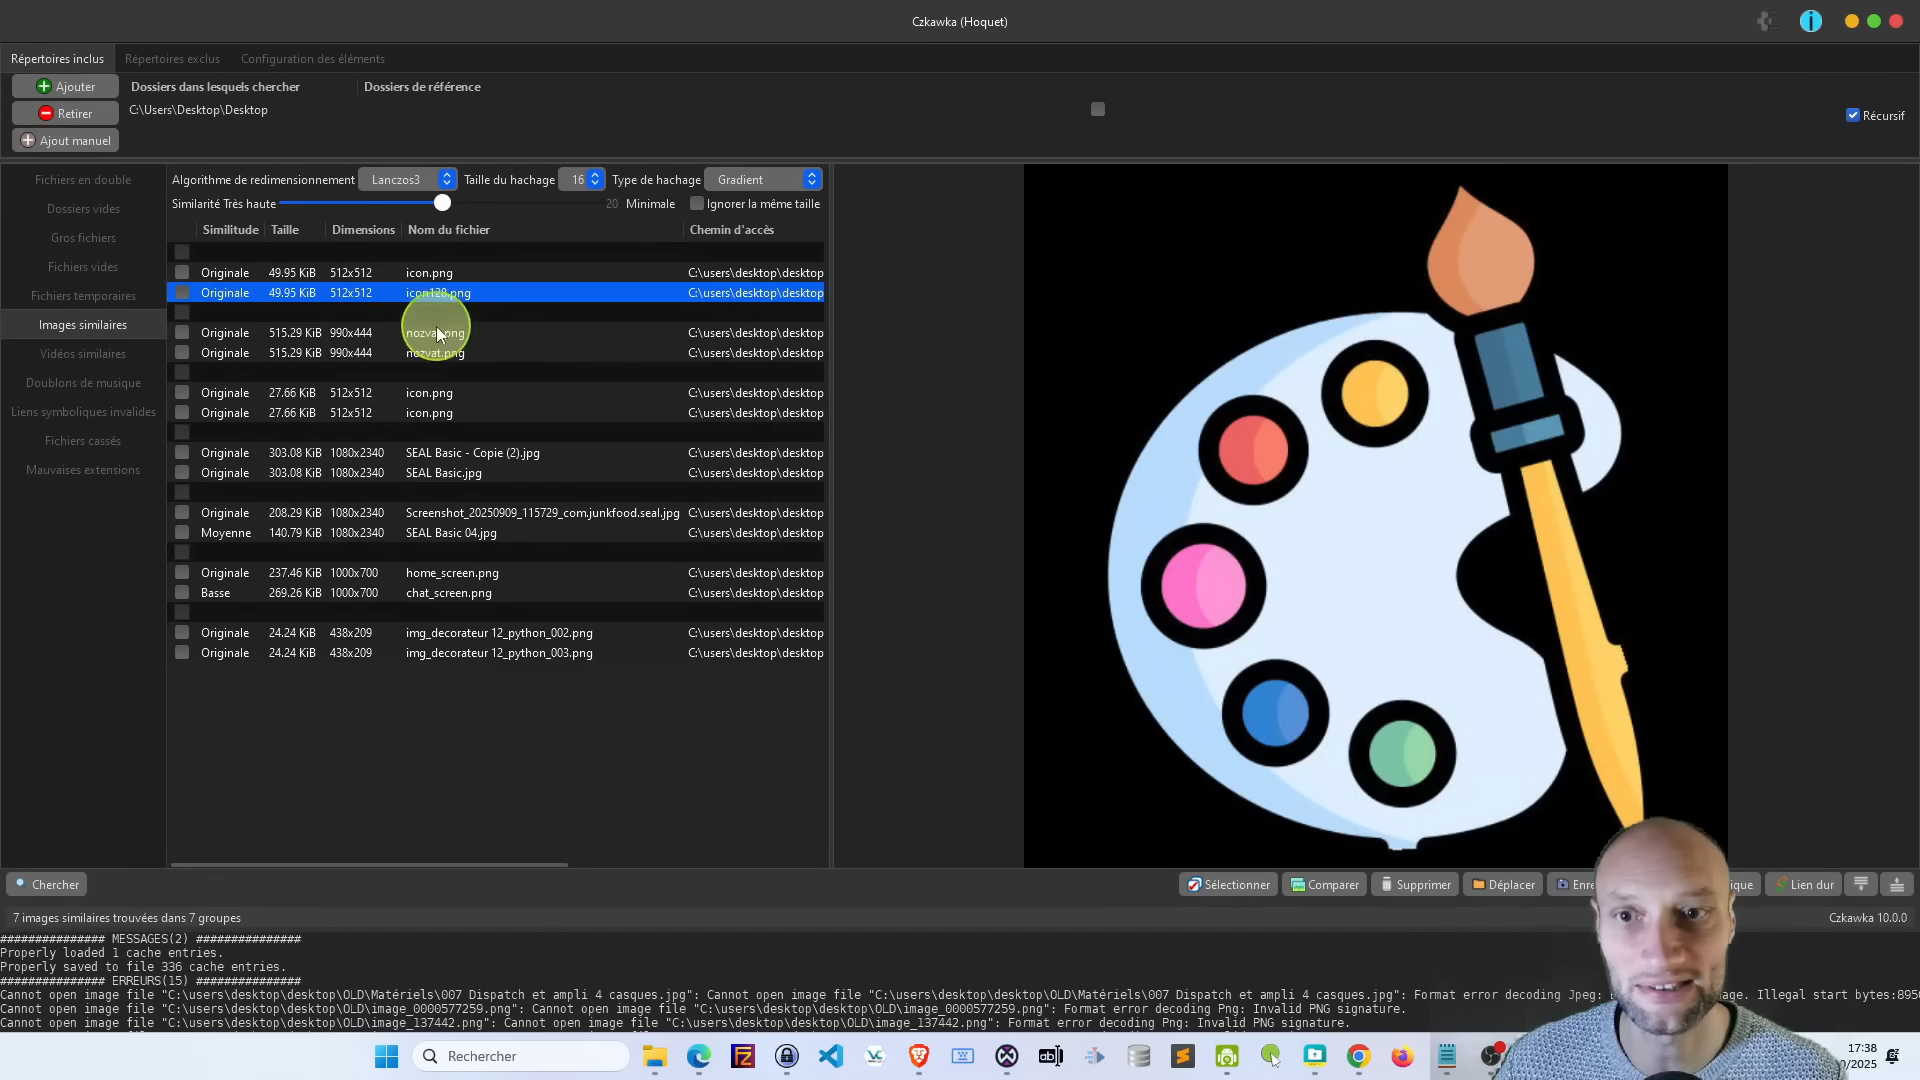 Czkawka (Hoquet)
Répertoires inclus Répertoires exclus Configuration des éléments
Ajouter Dossiers dans lesquels chercher Dossiers de référence
C:\Users\Desktop\Desktop
Retirer
Récursif
Ajout manuel
Fichiers en double
Dossiers vides
Gros fichiers
Fichiers vides
Fichiers temporaires
Images similaires
Vidéos similaires
Doublons de musique
Liens symboliques invalides
Fichiers cassés
Mauvaises extensions
Algorithme de redimensionnement Lanczos3 Taille du hachage 16 Type de hachage Gradient
Similarité Très haute 20 Minimale Ignorer la même taille
Similitude Taille Dimensions Nom du fichier Chemin d'accès
Originale 49.95 KiB 512x512 icon.png C:\users\desktop\desktop
Originale 49.95 KiB 512x512 icon128.png C:\users\desktop\desktop
Originale 515.29 KiB 990x444 nozvat.png C:\users\desktop\desktop
Originale 515.29 KiB 990x444 nozvat.png C:\users\desktop\desktop
Originale 27.66 KiB 512x512 icon.png C:\users\desktop\desktop
Originale 27.66 KiB 512x512 icon.png C:\users\desktop\desktop
Originale 303.08 KiB 1080x2340 SEAL Basic - Copie (2).jpg C:\users\desktop\desktop
Originale 303.08 KiB 1080x2340 SEAL Basic.jpg C:\users\desktop\desktop
Originale 208.29 KiB 1080x2340 Screenshot_20250909_115729_com.junkfood.seal.jpg C:\users\desktop\desktop
Moyenne 140.79 KiB 1080x2340 SEAL Basic 04.jpg C:\users\desktop\desktop
Originale 237.46 KiB 1000x700 home_screen.png C:\users\desktop\desktop
Basse 269.26 KiB 1000x700 chat_screen.png C:\users\desktop\desktop
Originale 24.24 KiB 438x209 img_decorateur 12_python_002.png C:\users\desktop\desktop
Originale 24.24 KiB 438x209 img_decorateur 12_python_003.png C:\users\desktop\desktop
Chercher Sélectionner Comparer Supprimer Déplacer Enre ique Lien dur
7 images similaires trouvées dans 7 groupes Czkawka 10.0.0
############### MESSAGES(2) ###############
Properly loaded 1 cache entries.
Properly saved to file 336 cache entries.
############### ERREURS(15) ###############
Cannot open image file "C:\users\desktop\desktop\OLD\Matériels\007 Dispatch et ampli 4 casques.jpg": Cannot open image file "C:\users\desktop\desktop\OLD\Matériels\007 Dispatch et ampli 4 casques.jpg": Format error decoding Jpeg: mage. Illegal start bytes:8950
Cannot open image file "C:\users\desktop\desktop\OLD\image_0000577259.png": Cannot open image file "C:\users\desktop\desktop\OLD\image_0000577259.png": Format error decoding Png: Invalid PNG signature.
Cannot open image file "C:\users\desktop\desktop\OLD\image_137442.png": Cannot open image file "C:\users\desktop\desktop\OLD\image_137442.png": Format error decoding Png: Invalid PNG signature.
Rechercher
17:38
/2025